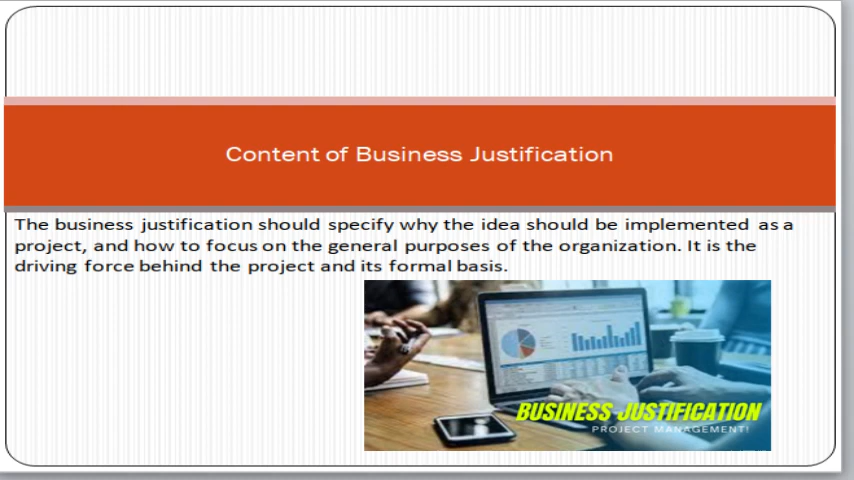 Content of Business Justification
The business justification should specify why the idea should be implemented as a
project, and how to focus on the general purposes of the organization. It is the
driving force behind the project and its formal basis.
BUSINESS JUSTIFICATION
PROJECT MANAGEMENT!